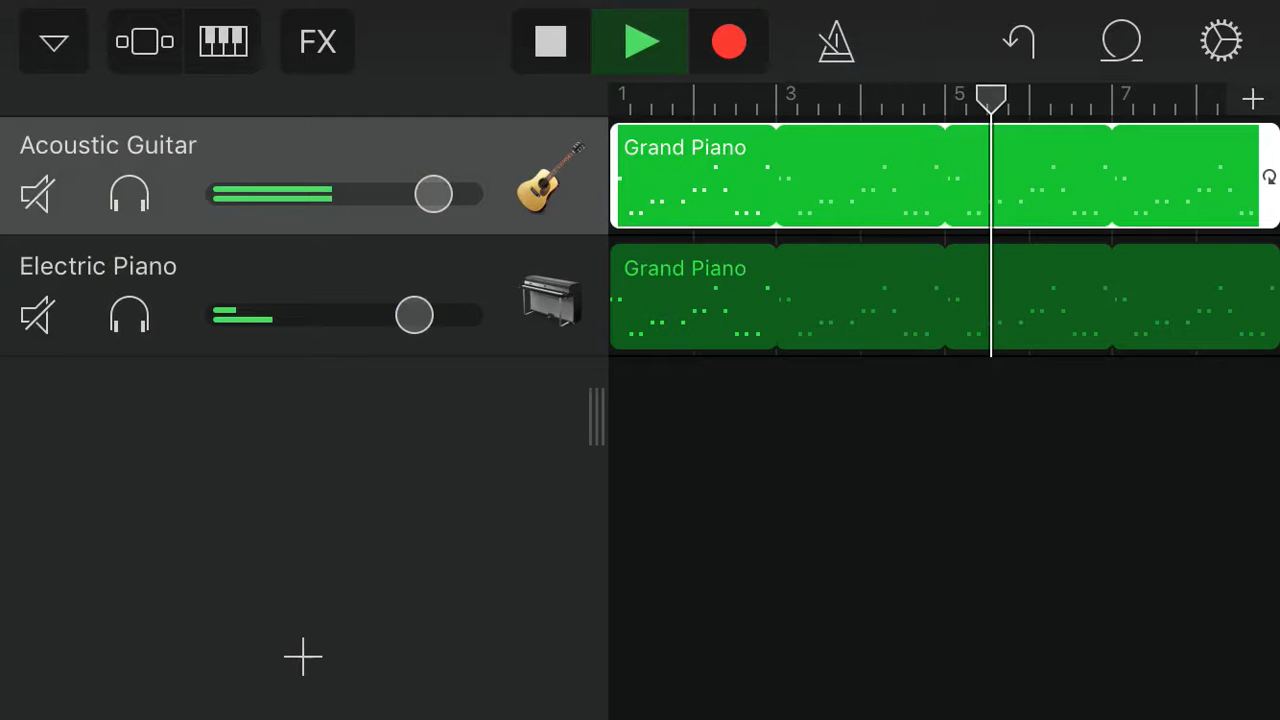 FX
1 3 5 7
Acoustic Guitar
Grand Piano
Electric Piano
Grand Piano